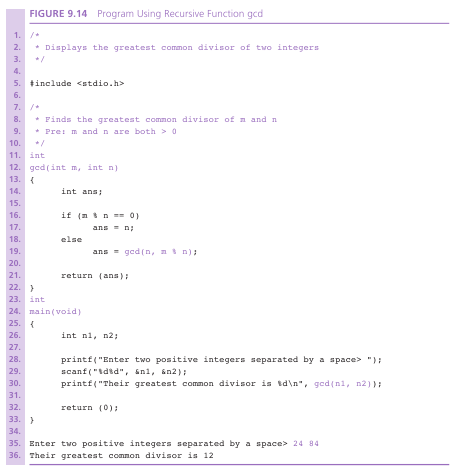 FIGURE 9.14 Program Using Recursive Function gcd
1. /*
2.  * Displays the greatest common divisor of two integers
3.  */
4.
5. #include <stdio.h>
6.
7. /*
8.  * Finds the greatest common divisor of m and n
9.  * Pre: m and n are both > 0
10.  */
11. int
12. gcd(int m, int n)
13. {
14.       int ans;
15.
16.       if (m % n == 0)
17.             ans = n;
18.       else
19.             ans = gcd(n, m % n);
20.
21.       return (ans);
22. }
23. int
24. main(void)
25. {
26.       int n1, n2;
27.
28.       printf("Enter two positive integers separated by a space> ");
29.       scanf("%d%d", &n1, &n2);
30.       printf("Their greatest common divisor is %d\n", gcd(n1, n2));
31.
32.       return (0);
33. }
34.
35. Enter two positive integers separated by a space> 24 84
36. Their greatest common divisor is 12